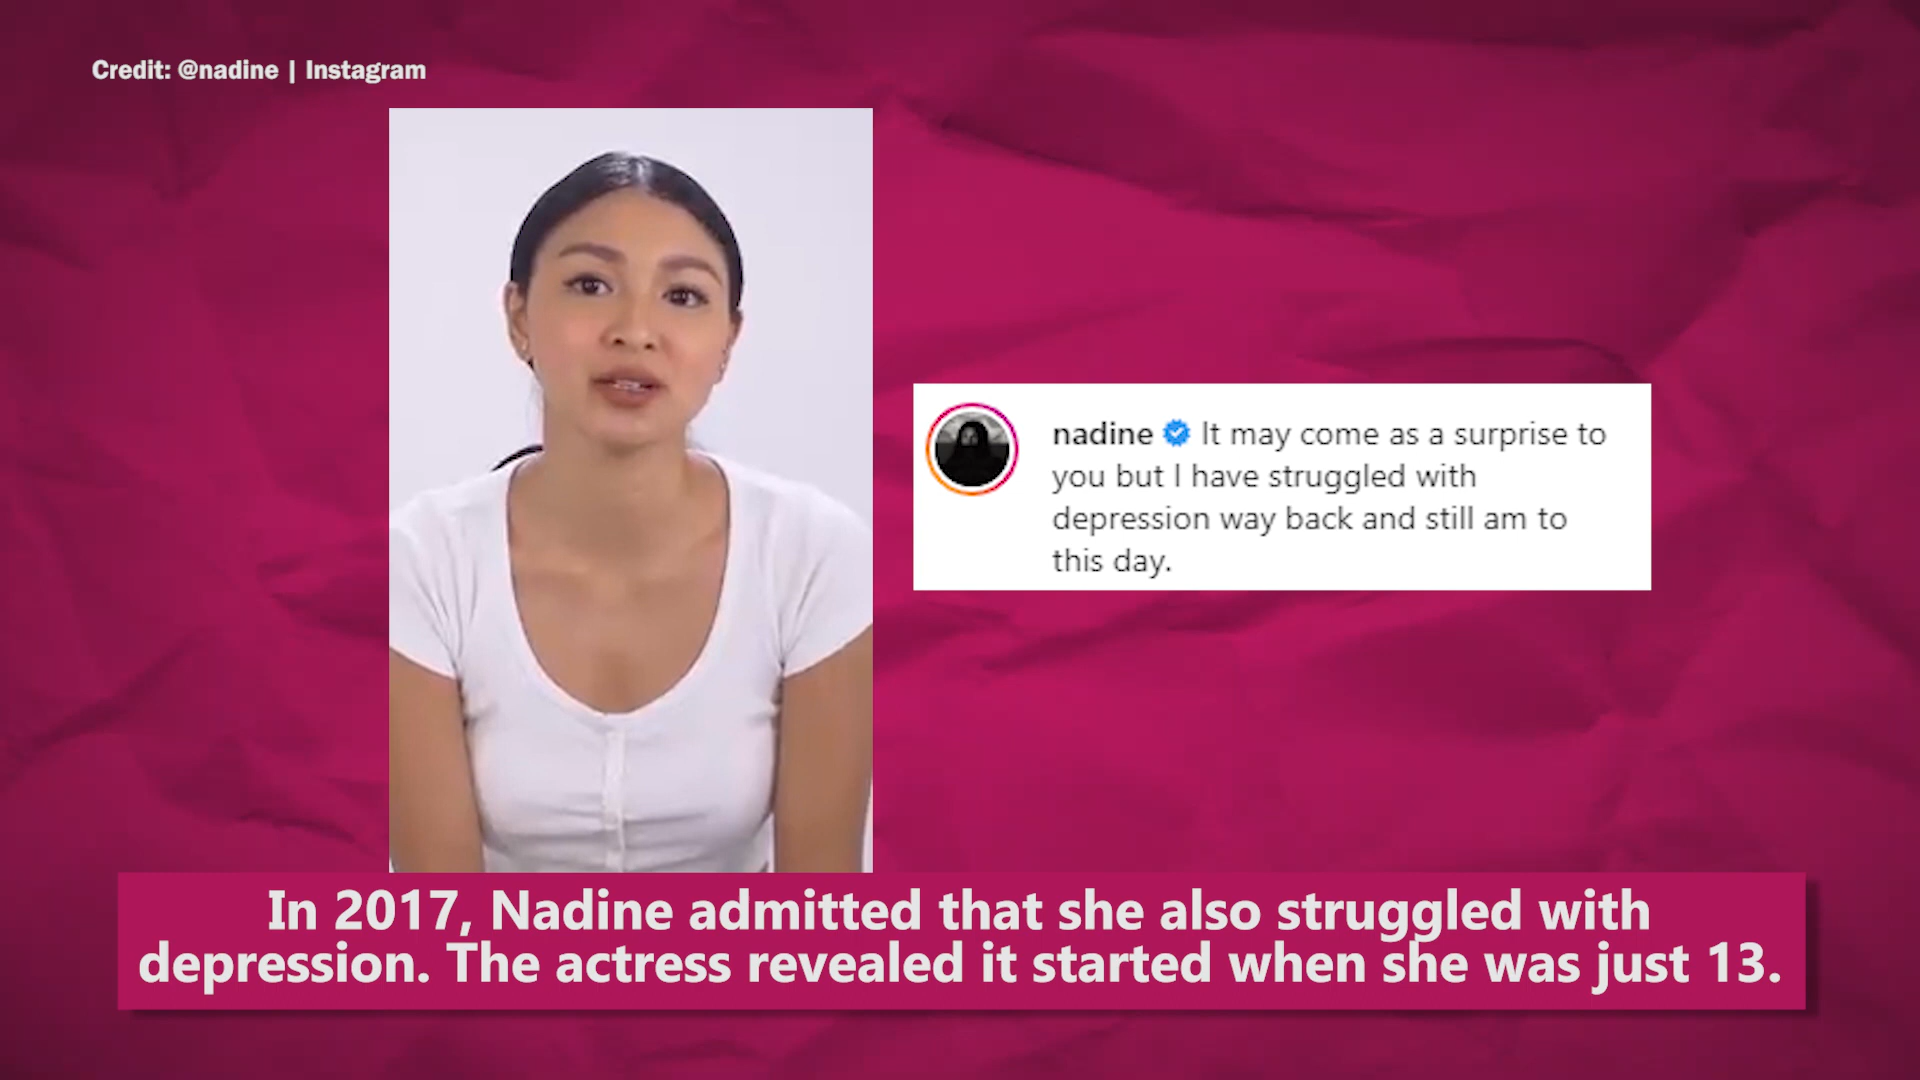 Credit: @nadine | Instagram
nadine It may come as a surprise to
you but I have struggled with
depression way back and still am to
this day.
In 2017, Nadine admitted that she also struggled with
depression. The actress revealed it started when she was just 13.